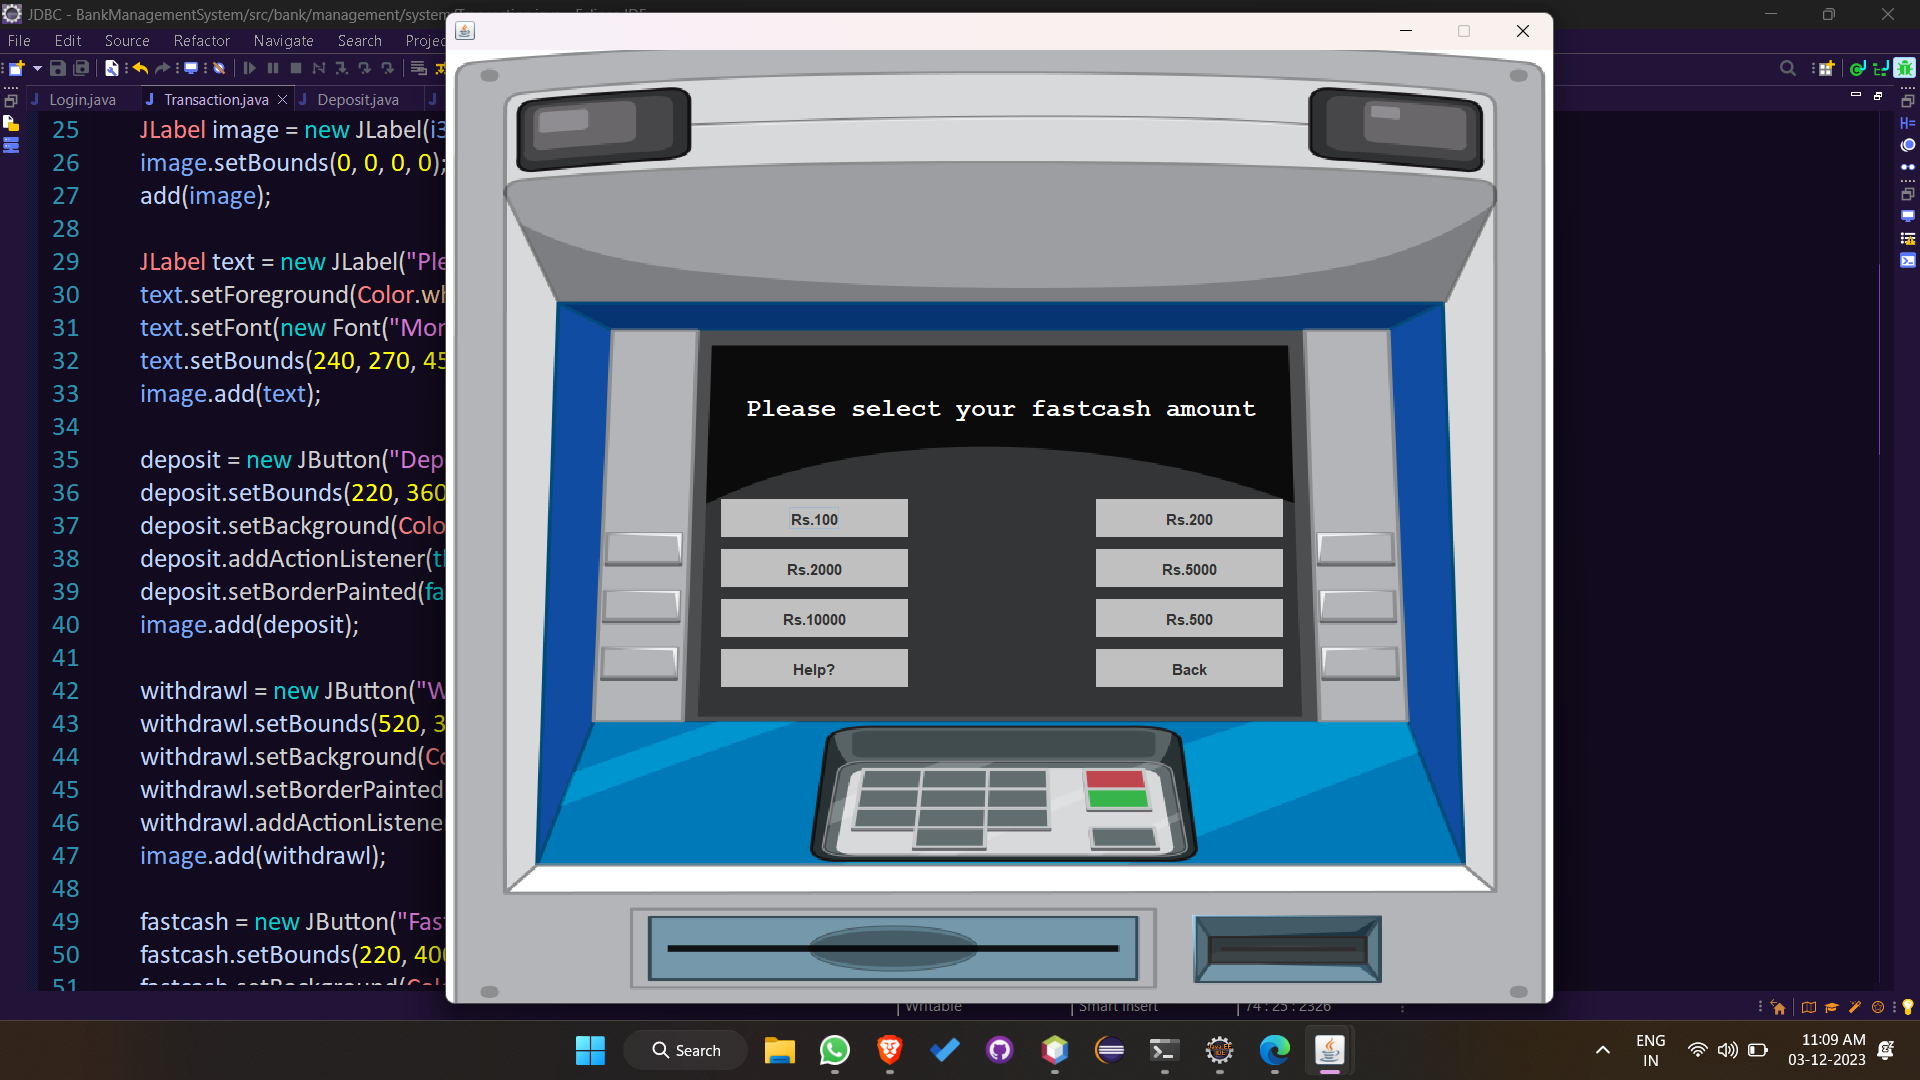 JDBC - BankManagementSystem/src/bank/management/system
File Edit Source Refactor Navigate Search
Login.java Transaction.java Deposit.java
25 JLabel image = new JLabel(i3
26 image.setBounds(0, 0, 0, 0);
27 add(image);
28
29 JLabel text = new JLabel("Ple
30 text.setForeground(Color.wh
31 text.setFont(new Font("Mon
32 text.setBounds(240, 270, 45
33 image.add(text);
34
35 deposit = new JButton("Dep
36 deposit.setBounds(220, 360
37 deposit.setBackground(Colo
38 deposit.addActionListener(th
39 deposit.setBorderPainted(fa
40 image.add(deposit);
41
42 withdrawl = new JButton("W
43 withdrawl.setBounds(520, 3
44 withdrawl.setBackground(Co
45 withdrawl.setBorderPainted
46 withdrawl.addActionListene
47 image.add(withdrawl);
48
49 fastcash = new JButton("Fas
50 fastcash.setBounds(220, 400
51 fastcash.setBackground(Col
Please select your fastcash amount
Rs.100 Rs.200
Rs.2000 Rs.5000
Rs.10000 Rs.500
Help? Back
Writable Smart Insert 74 : 25 : 2326
Search
ENG
IN
11:09 AM
03-12-2023